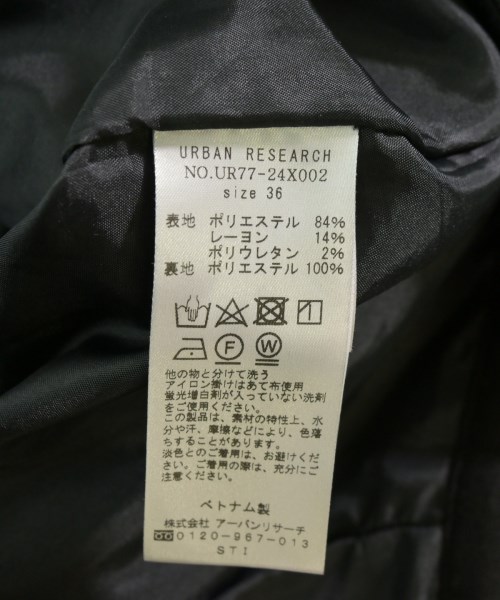 URBAN RESEARCH
NO.UR77-24X002
size 36
表地 ポリエステル 84%
レーヨン 14%
ポリウレタン 2%
裏地 ポリエステル 100%
F W
他の物と分けて洗う
アイロン掛けはあて布使用
蛍光増白剤が入っていない洗剤
をご使用ください。
この製品は、素材の特性上、水
分や汗、摩擦などにより、色落
ちすることがあります。
淡色とのご着用は、お避けくだ
さい。ご着用の際は、充分にご
注意ください。
ベトナム製
株式会社 アーバンリサーチ
0120-967-013
STI